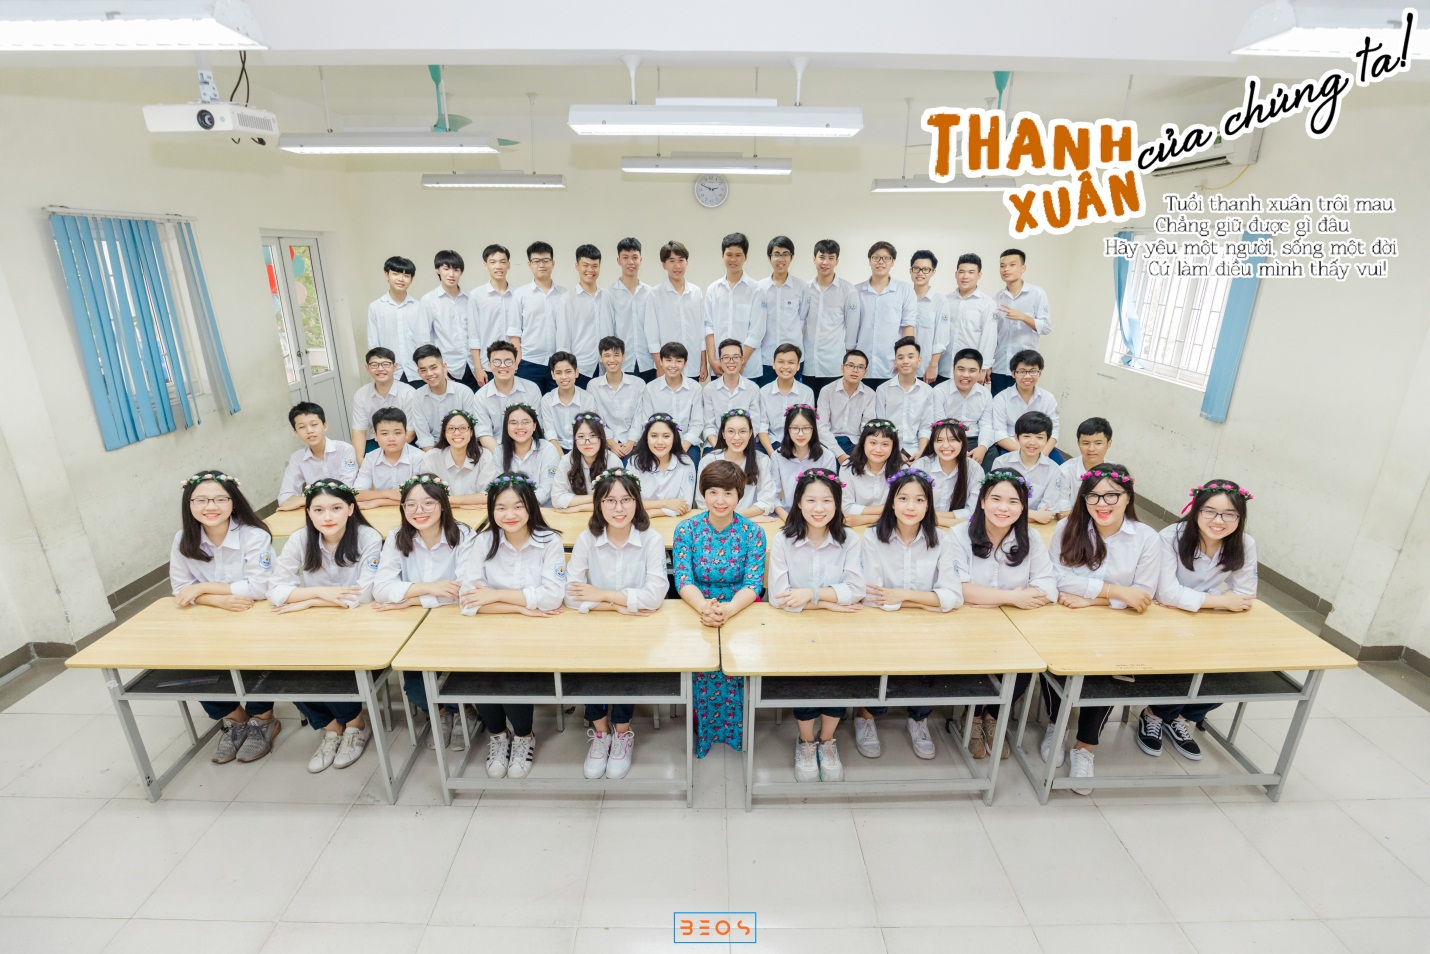 THANH của chúng ta!
XUÂN
Tuổi thanh xuân trôi mau
Chẳng giữ được gì đâu
Hãy yêu một người, sống một đời
Cứ làm điều mình thấy vui!
BEOS